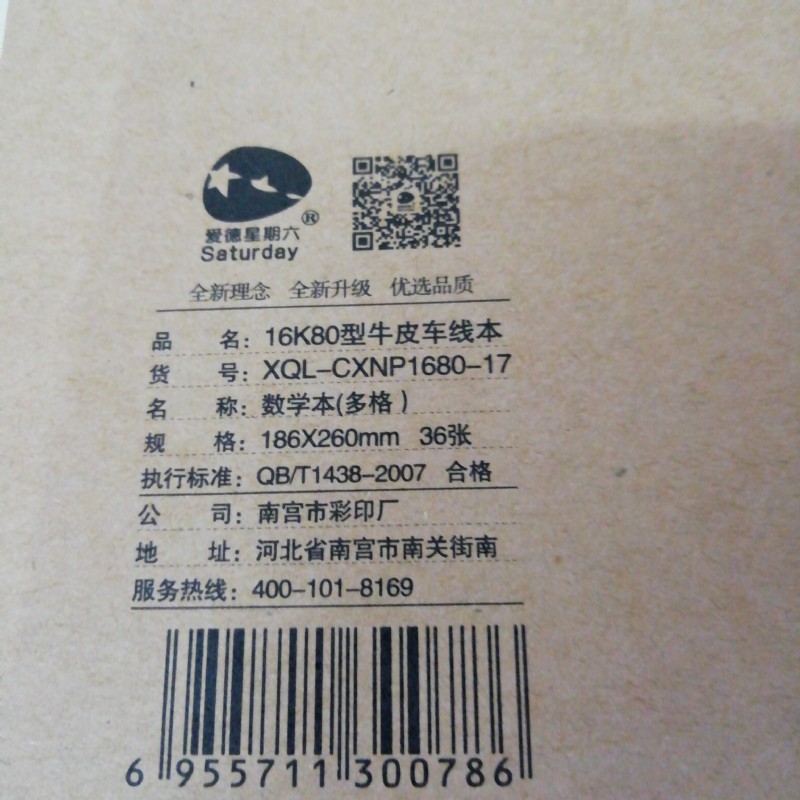 爱德星期六®
Saturday
全新理念 全新升级 优选品质
品 名：16K80型牛皮车线本
货 号：XQL-CXNP1680-17
名 称：数学本(多格)
规 格：186X260mm 36张
执行标准：QB/T1438-2007 合格
公 司：南宫市彩印厂
地 址：河北省南宫市南关街南
服务热线：400-101-8169
6 955711 300786